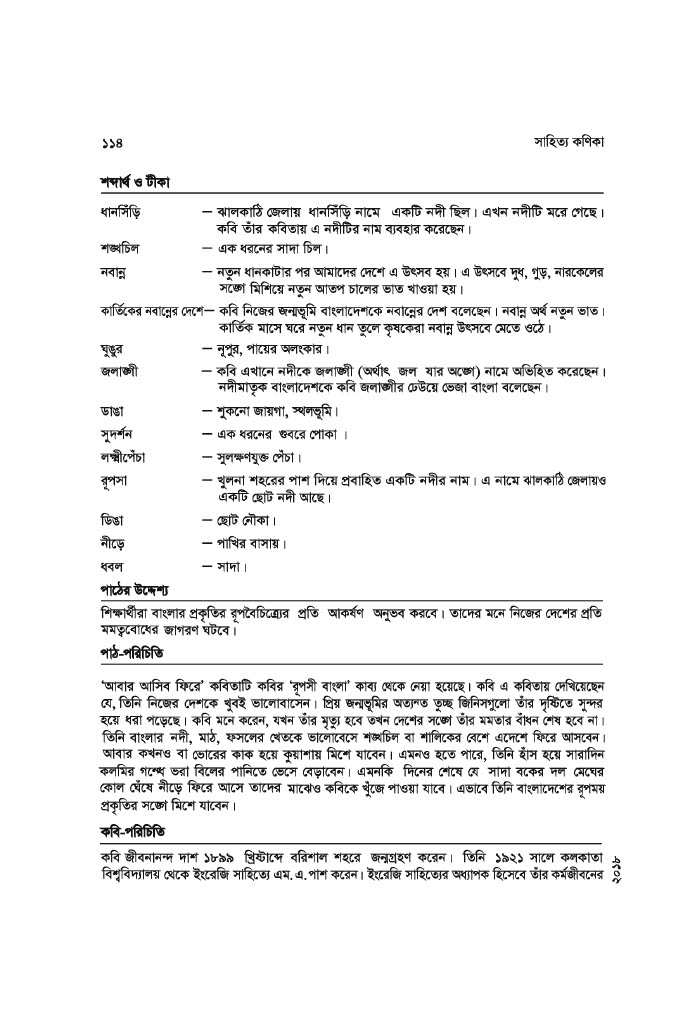 ১১৪ সাহিত্য কণিকা
শব্দার্থ ও টীকা
ধানসিঁড়ি – ঝালকাঠি জেলায় ধানসিঁড়ি নামে একটি নদী ছিল। এখন নদীটি মরে গেছে।
কবি তাঁর কবিতায় এ নদীটির নাম ব্যবহার করেছেন।
শঙ্খচিল – এক ধরনের সাদা চিল।
নবান্ন – নতুন ধানকাটার পর আমাদের দেশে এ উৎসব হয়। এ উৎসবে দুধ, গুড়, নারকেলের
সঙ্গে মিশিয়ে নতুন আতপ চালের ভাত খাওয়া হয়।
কার্তিকের নবান্নের দেশে– কবি নিজের জন্মভূমি বাংলাদেশকে নবান্নের দেশ বলেছেন। নবান্ন অর্থ নতুন ভাত।
কার্তিক মাসে ঘরে নতুন ধান তুলে কৃষকেরা নবান্ন উৎসবে মেতে ওঠে।
ঘুঙুর – নূপুর, পায়ের অলংকার।
জলাঙ্গী – কবি এখানে নদীকে জলাঙ্গী (অর্থাৎ জল যার অঙ্গে) নামে অভিহিত করেছেন।
নদীমাতৃক বাংলাদেশকে কবি জলাঙ্গীর ঢেউয়ে ভেজা বাংলা বলেছেন।
ডাঙা – শুকনো জায়গা, স্থলভূমি।
সুদর্শন – এক ধরনের গুবরে পোকা ।
লক্ষ্মীপেঁচা – সুলক্ষণযুক্ত পেঁচা।
রূপসা – খুলনা শহরের পাশ দিয়ে প্রবাহিত একটি নদীর নাম। এ নামে ঝালকাঠি জেলায়ও
একটি ছোট নদী আছে।
ডিঙা – ছোট নৌকা।
নীড়ে – পাখির বাসায়।
ধবল – সাদা।
পাঠের উদ্দেশ্য
শিক্ষার্থীরা বাংলার প্রকৃতির রূপবৈচিত্র্যের প্রতি আকর্ষণ অনুভব করবে। তাদের মনে নিজের দেশের প্রতি
মমত্ববোধের জাগরণ ঘটবে।
পাঠ-পরিচিতি
‘আবার আসিব ফিরে’ কবিতাটি কবির ‘রূপসী বাংলা’ কাব্য থেকে নেয়া হয়েছে। কবি এ কবিতায় দেখিয়েছেন
যে, তিনি নিজের দেশকে খুবই ভালোবাসেন। প্রিয় জন্মভূমির অত্যন্ত তুচ্ছ জিনিসগুলো তাঁর দৃষ্টিতে সুন্দর
হয়ে ধরা পড়েছে। কবি মনে করেন, যখন তাঁর মৃত্যু হবে তখন দেশের সঙ্গে তাঁর মমতার বাঁধন শেষ হবে না।
তিনি বাংলার নদী, মাঠ, ফসলের খেতকে ভালোবেসে শঙ্খচিল বা শালিকের বেশে এদেশে ফিরে আসবেন।
আবার কখনও বা ভোরের কাক হয়ে কুয়াশায় মিশে যাবেন। এমনও হতে পারে, তিনি হাঁস হয়ে সারাদিন
কলমির গন্ধে ভরা বিলের পানিতে ভেসে বেড়াবেন। এমনকি দিনের শেষে যে সাদা বকের দল মেঘের
কোল ঘেঁষে নীড়ে ফিরে আসে তাদের মাঝেও কবিকে খুঁজে পাওয়া যাবে। এভাবে তিনি বাংলাদেশের রূপময়
প্রকৃতির সঙ্গে মিশে যাবেন।
কবি-পরিচিতি
কবি জীবনানন্দ দাশ ১৮৯৯ খ্রিষ্টাব্দে বরিশাল শহরে জন্মগ্রহণ করেন। তিনি ১৯২১ সালে কলকাতা
বিশ্ববিদ্যালয় থেকে ইংরেজি সাহিত্যে এম. এ. পাশ করেন। ইংরেজি সাহিত্যের অধ্যাপক হিসেবে তাঁর কর্মজীবনের
২০১৮